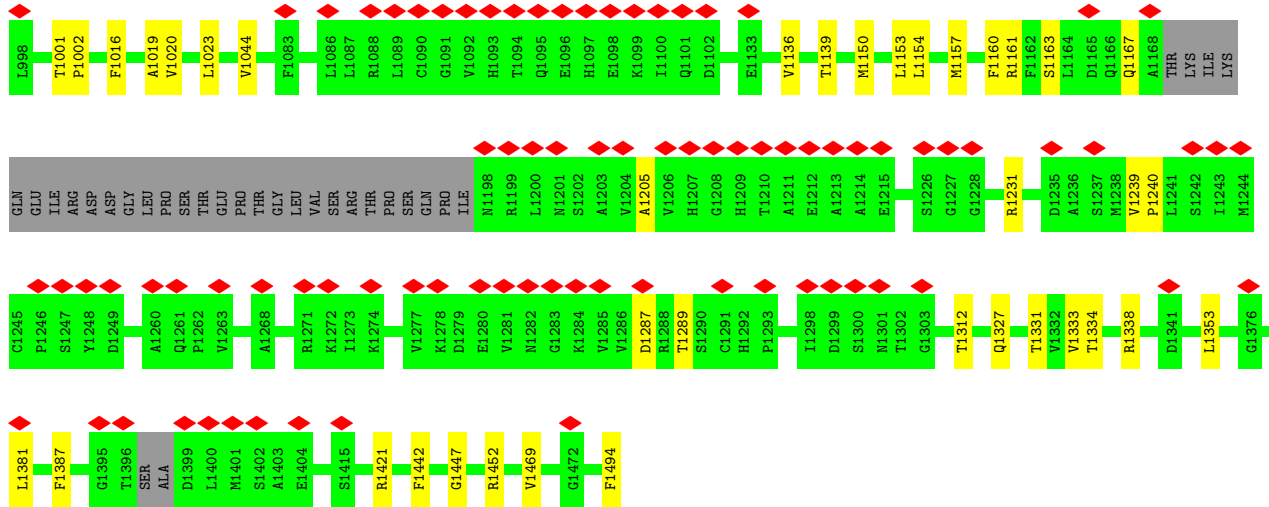 L998 T1001 P1002 F1016 A1019 V1020 L1023 V1044 F1083 L1086 L1087 R1088 L1089 C1090 G1091 V1092 H1093 T1094 Q1095 E1096 H1097 E1098 K1099 I1100 Q1101 D1102 E1133 V1136 T1139 M1150 L1153 L1154 M1157 F1160 R1161 F1162 S1163 L1164 D1165 Q1166 Q1167 A1168 THR LYS ILE LYS
GLN GLU ILE ARG ASP ASP GLY LEU PRO SER THR GLU PRO THR GLY LEU VAL SER ARG THR PRO SER GLN PRO ILE N1198 R1199 L1200 N1201 S1202 A1203 V1204 A1205 V1206 H1207 G1208 H1209 T1210 A1211 E1212 A1213 A1214 E1215 S1226 G1227 G1228 R1231 D1235 A1236 S1237 M1238 V1239 P1240 L1241 S1242 I1243 M1244
C1245 P1246 S1247 Y1248 D1249 A1260 Q1261 P1262 V1263 A1268 R1271 K1272 I1273 K1274 V1277 K1278 D1279 E1280 V1281 N1282 G1283 K1284 V1285 V1286 D1287 R1288 T1289 S1290 C1291 H1292 P1293 I1298 D1299 S1300 N1301 T1302 G1303 T1312 Q1327 T1331 V1332 V1333 T1334 R1338 D1341 L1353 G1376
L1381 F1387 G1395 T1396 SER ALA D1399 L1400 M1401 S1402 A1403 E1404 S1415 R1421 F1442 G1447 R1452 V1469 G1472 F1494